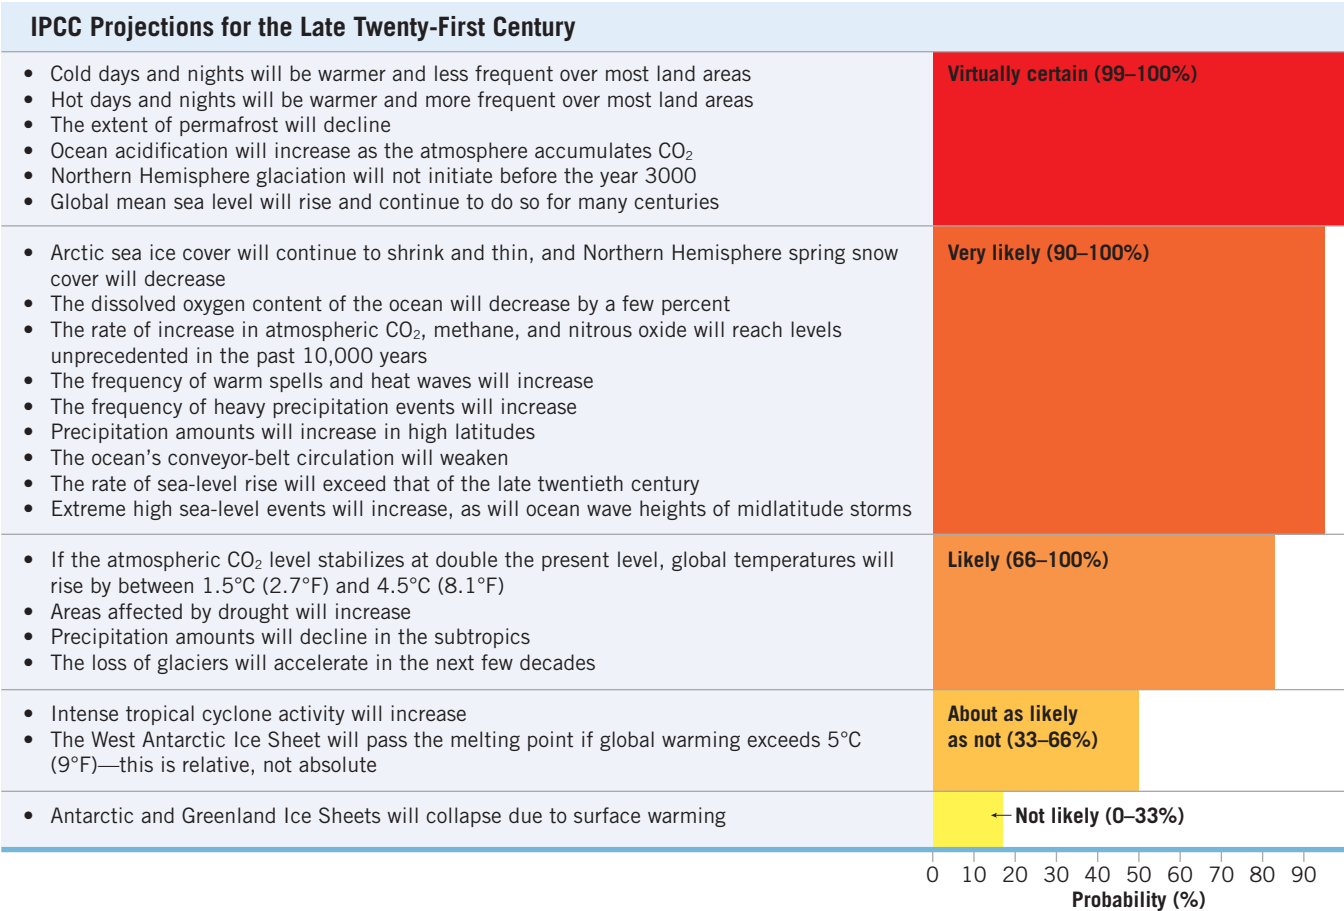 IPCC Projections for the Late Twenty-First Century
• Cold days and nights will be warmer and less frequent over most land areas
• Hot days and nights will be warmer and more frequent over most land areas
• The extent of permafrost will decline
• Ocean acidification will increase as the atmosphere accumulates CO₂
• Northern Hemisphere glaciation will not initiate before the year 3000
• Global mean sea level will rise and continue to do so for many centuries
Virtually certain (99–100%)
• Arctic sea ice cover will continue to shrink and thin, and Northern Hemisphere spring snow
cover will decrease
• The dissolved oxygen content of the ocean will decrease by a few percent
• The rate of increase in atmospheric CO₂, methane, and nitrous oxide will reach levels
unprecedented in the past 10,000 years
• The frequency of warm spells and heat waves will increase
• The frequency of heavy precipitation events will increase
• Precipitation amounts will increase in high latitudes
• The ocean’s conveyor-belt circulation will weaken
• The rate of sea-level rise will exceed that of the late twentieth century
• Extreme high sea-level events will increase, as will ocean wave heights of midlatitude storms
Very likely (90–100%)
• If the atmospheric CO₂ level stabilizes at double the present level, global temperatures will
rise by between 1.5°C (2.7°F) and 4.5°C (8.1°F)
• Areas affected by drought will increase
• Precipitation amounts will decline in the subtropics
• The loss of glaciers will accelerate in the next few decades
Likely (66–100%)
• Intense tropical cyclone activity will increase
• The West Antarctic Ice Sheet will pass the melting point if global warming exceeds 5°C
(9°F)—this is relative, not absolute
About as likely
as not (33–66%)
• Antarctic and Greenland Ice Sheets will collapse due to surface warming
Not likely (0–33%)
0 10 20 30 40 50 60 70 80 90
Probability (%)